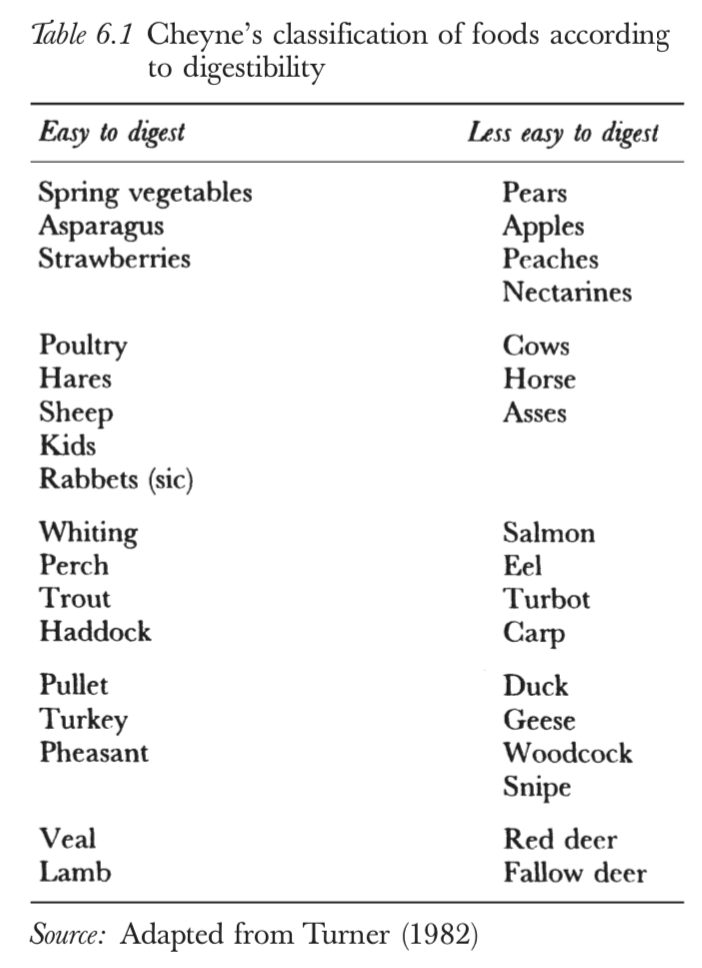 Table 6.1 Cheyne’s classification of foods according
to digestibility
Easy to digest Less easy to digest
Spring vegetables Pears
Asparagus Apples
Strawberries Peaches
Nectarines
Poultry Cows
Hares Horse
Sheep Asses
Kids
Rabbets (sic)
Whiting Salmon
Perch Eel
Trout Turbot
Haddock Carp
Pullet Duck
Turkey Geese
Pheasant Woodcock
Snipe
Veal Red deer
Lamb Fallow deer
Source: Adapted from Turner (1982)